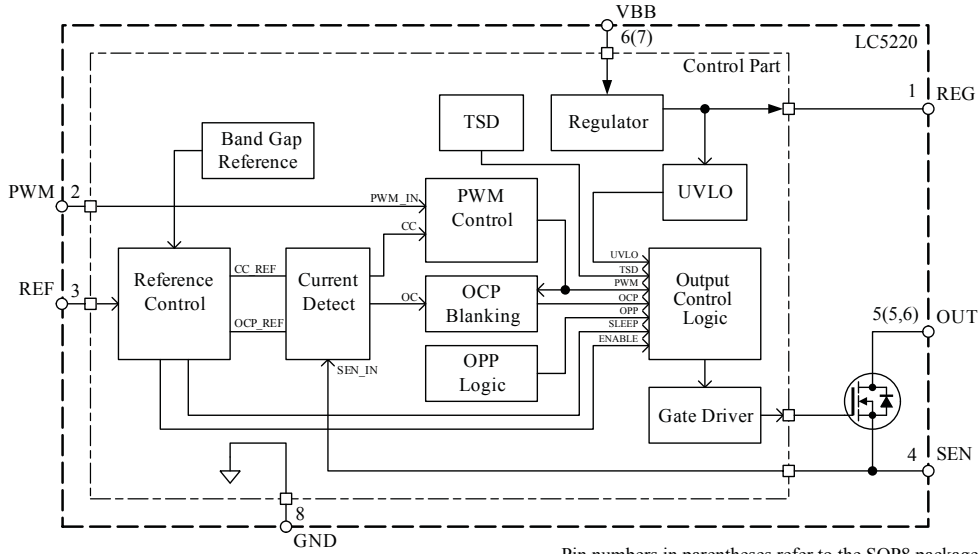 VBB
6(7)
LC5220
Control Part
1
REG
TSD
Regulator
Band Gap
Reference
PWM
2
PWM_IN
PWM
Control
UVLO
CC
REF
3
Reference
Control
CC_REF
OCP_REF
Current
Detect
SEN_IN
OC
OCP
Blanking
OPP
Logic
UVLO
TSD
PWM
OCP
OPP
SLEEP
ENABLE
Output
Control
Logic
5(5,6)
OUT
Gate Driver
4
SEN
8
GND
Pin numbers in parentheses refer to the SOP8 package